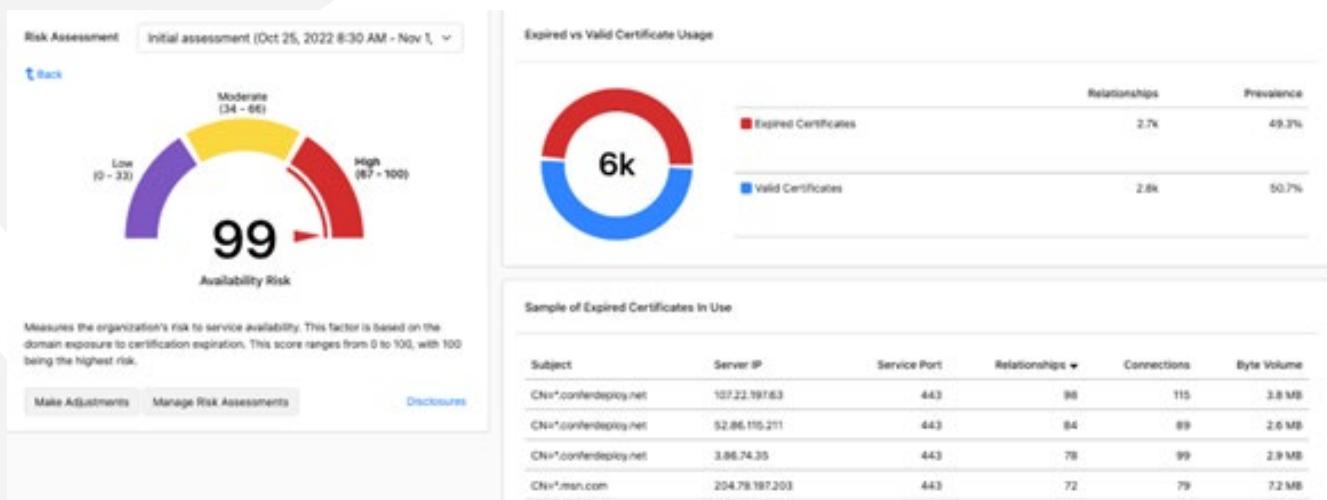 Risk Assessment
Initial assessment (Oct 25, 2022 8:30 AM - Nov 1,
Back
Moderate
(34 - 66)
Low
(0 - 33)
High
(67 - 100)
99
Availability Risk
Measures the organization's risk to service availability. This factor is based on the
domain exposure to certification expiration. This score ranges from 0 to 100, with 100
being the highest risk.
Make Adjustments Manage Risk Assessments Disclosures
Expired vs Valid Certificate Usage
6k
Relationships Prevalence
Expired Certificates 2.7k 49.3%
Valid Certificates 2.8k 50.7%
Sample of Expired Certificates In Use
Subject Server IP Service Port Relationships Connections Byte Volume
CN=*.conferdeploy.net 107.22.197.63 443 98 115 3.8 MB
CN=*.conferdeploy.net 52.86.115.211 443 84 89 2.6 MB
CN=*.conferdeploy.net 3.86.74.35 443 78 99 2.9 MB
CN=*.msn.com 204.79.197.203 443 72 79 7.2 MB